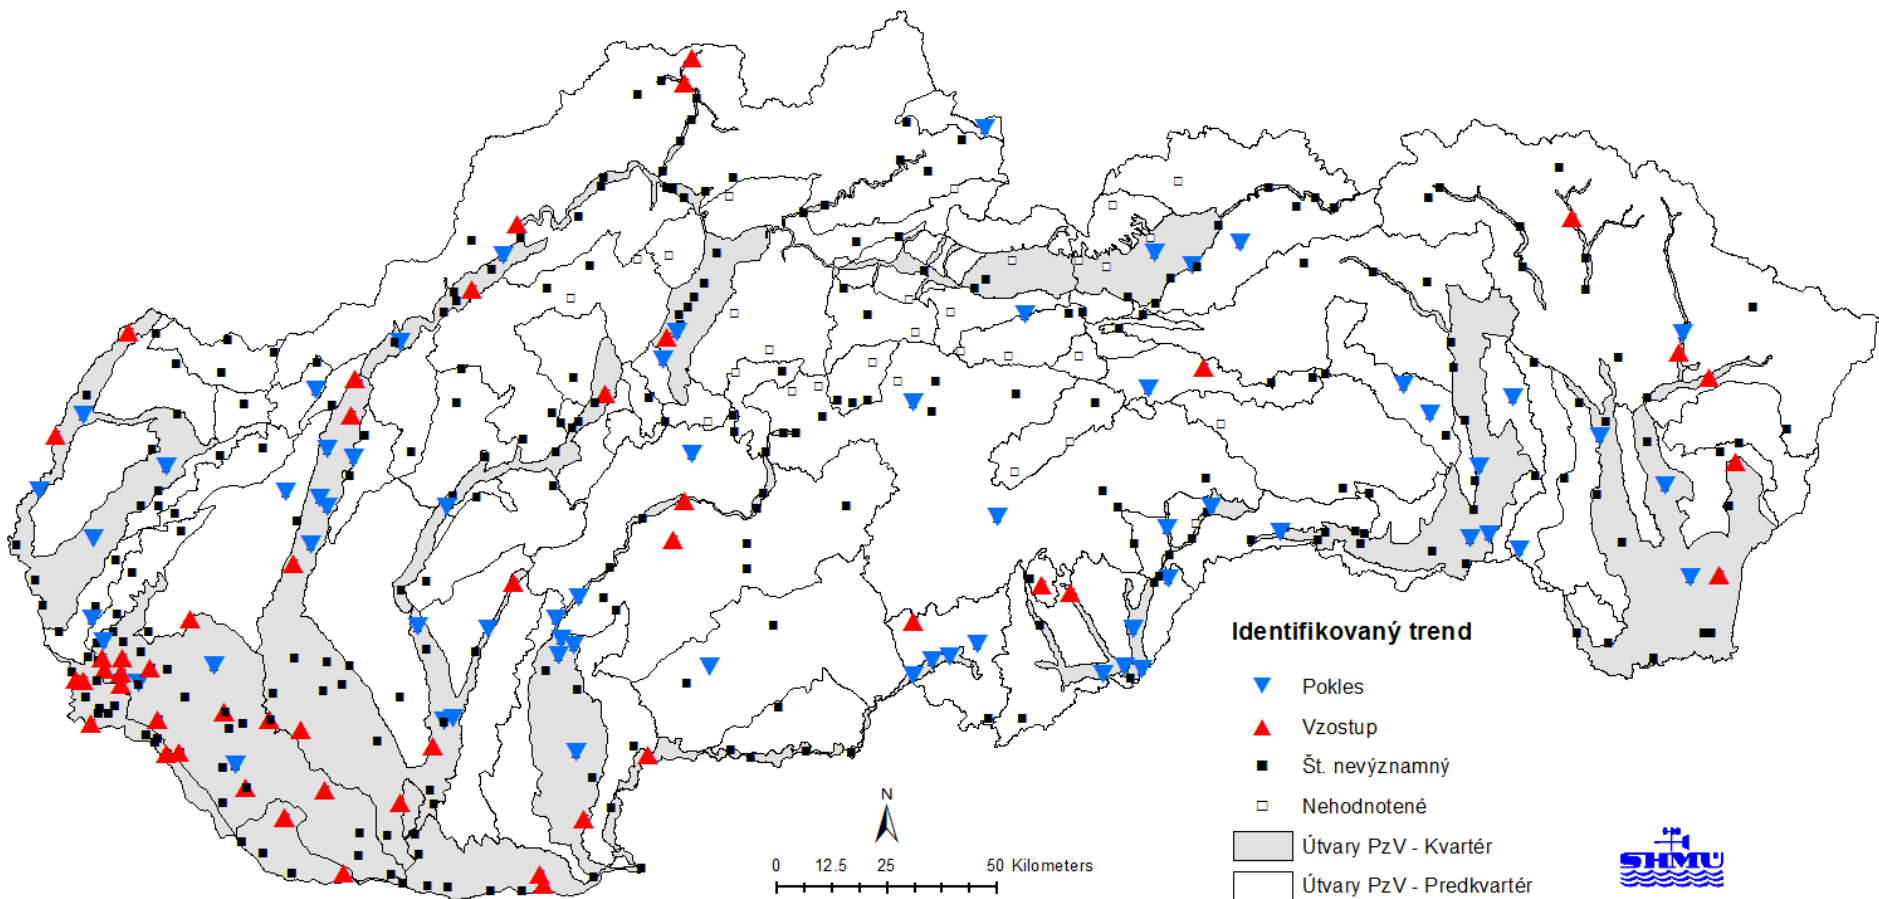 Identifikovaný trend
Pokles
Vzostup
Št. nevýznamný
Nehodnotené
Útvary PzV - Kvartér
Útvary PzV - Predkvartér
N
0 12.5 25 50 Kilometers
SHMÚ